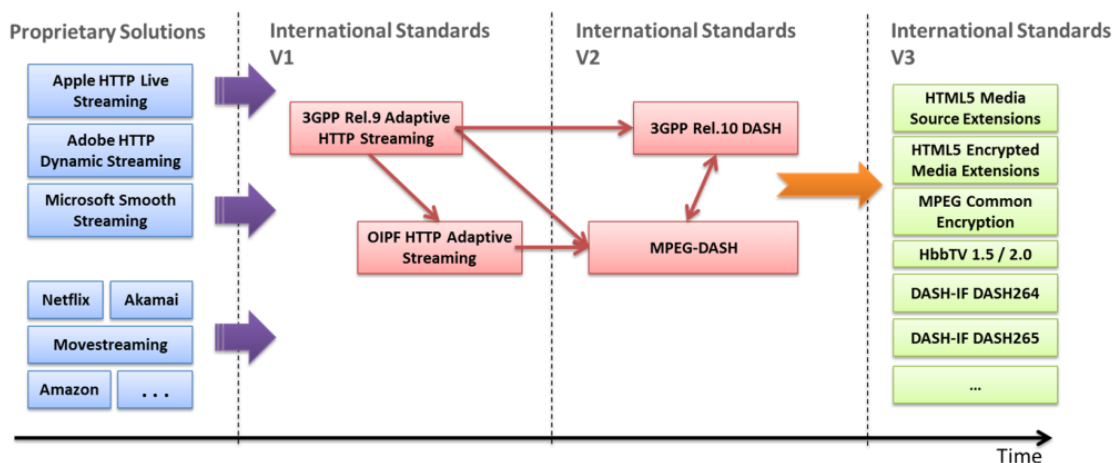 Proprietary Solutions
Apple HTTP Live
Streaming
Adobe HTTP
Dynamic Streaming
Microsoft Smooth
Streaming
Netflix
Akamai
Movestreaming
Amazon
. . .
International Standards
V1
3GPP Rel.9 Adaptive
HTTP Streaming
OIPF HTTP Adaptive
Streaming
International Standards
V2
3GPP Rel.10 DASH
MPEG-DASH
International Standards
V3
HTML5 Media
Source Extensions
HTML5 Encrypted
Media Extensions
MPEG Common
Encryption
HbbTV 1.5 / 2.0
DASH-IF DASH264
DASH-IF DASH265
...
Time